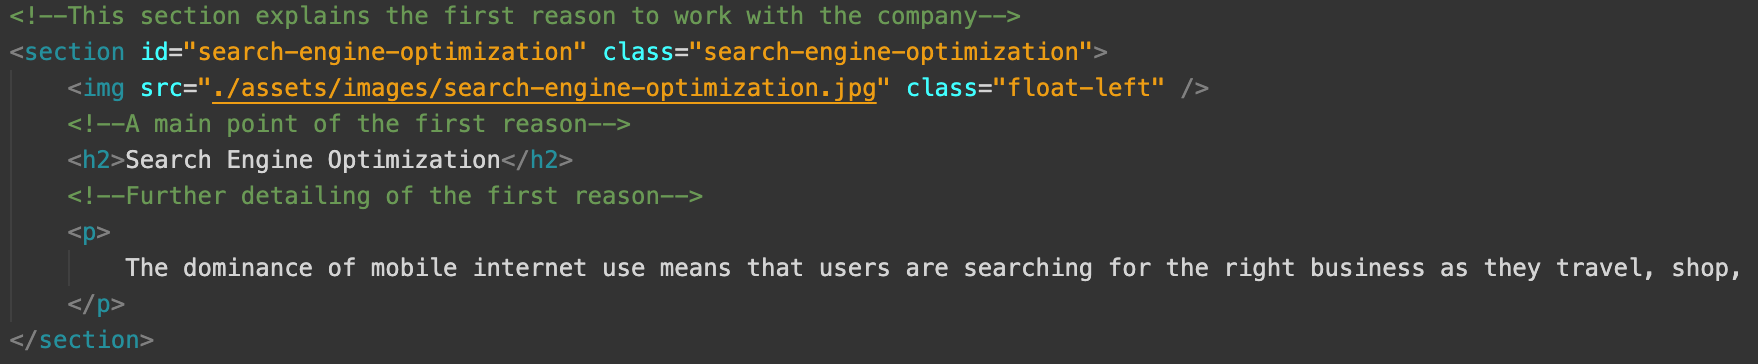 <!--This section explains the first reason to work with the company-->
<section id="search-engine-optimization" class="search-engine-optimization">
    <img src="./assets/images/search-engine-optimization.jpg" class="float-left" />
    <!--A main point of the first reason-->
    <h2>Search Engine Optimization</h2>
    <!--Further detailing of the first reason-->
    <p>
        The dominance of mobile internet use means that users are searching for the right business as they travel, shop,
    </p>
</section>